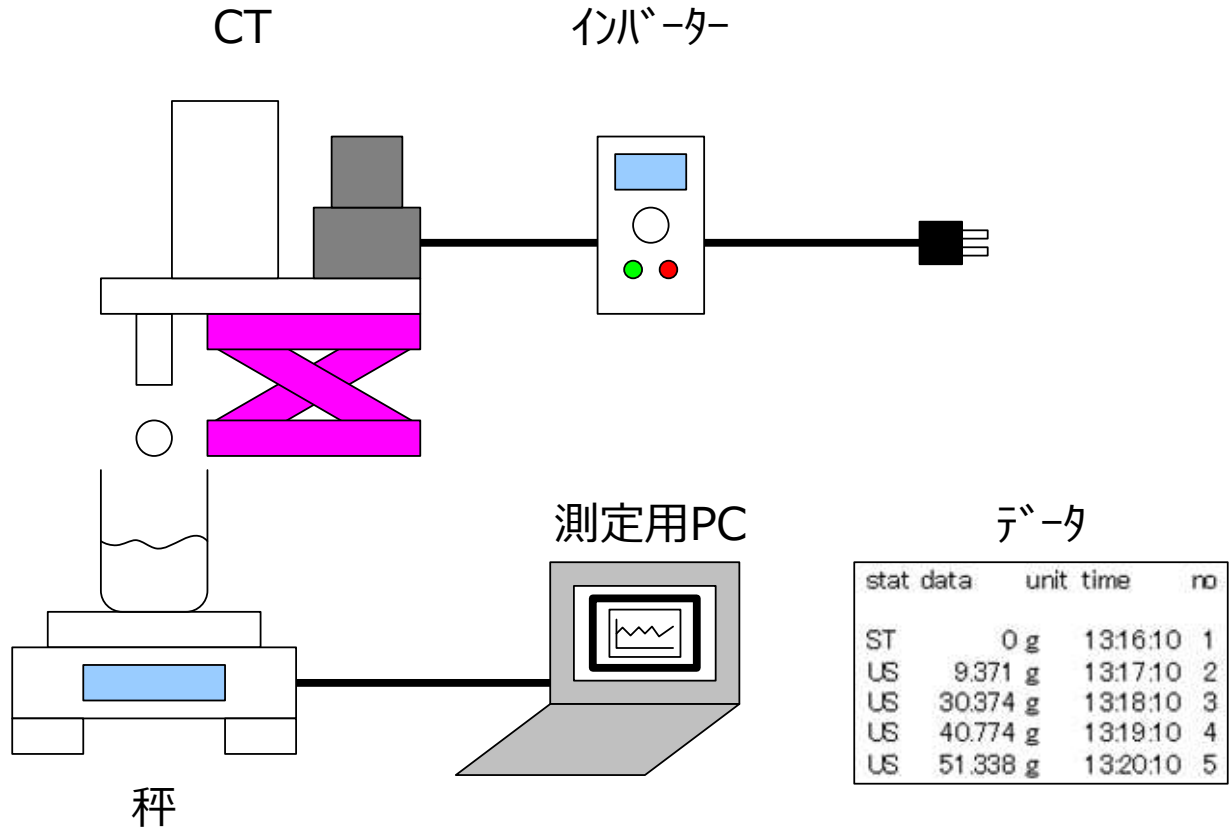 CT
ｲﾝﾊﾞｰﾀｰ
測定用PC
ﾃﾞｰﾀ
stat data unit time no
ST 0 g 13:16:10 1
US 9.371 g 13:17:10 2
US 30.374 g 13:18:10 3
US 40.774 g 13:19:10 4
US 51.338 g 13:20:10 5
秤